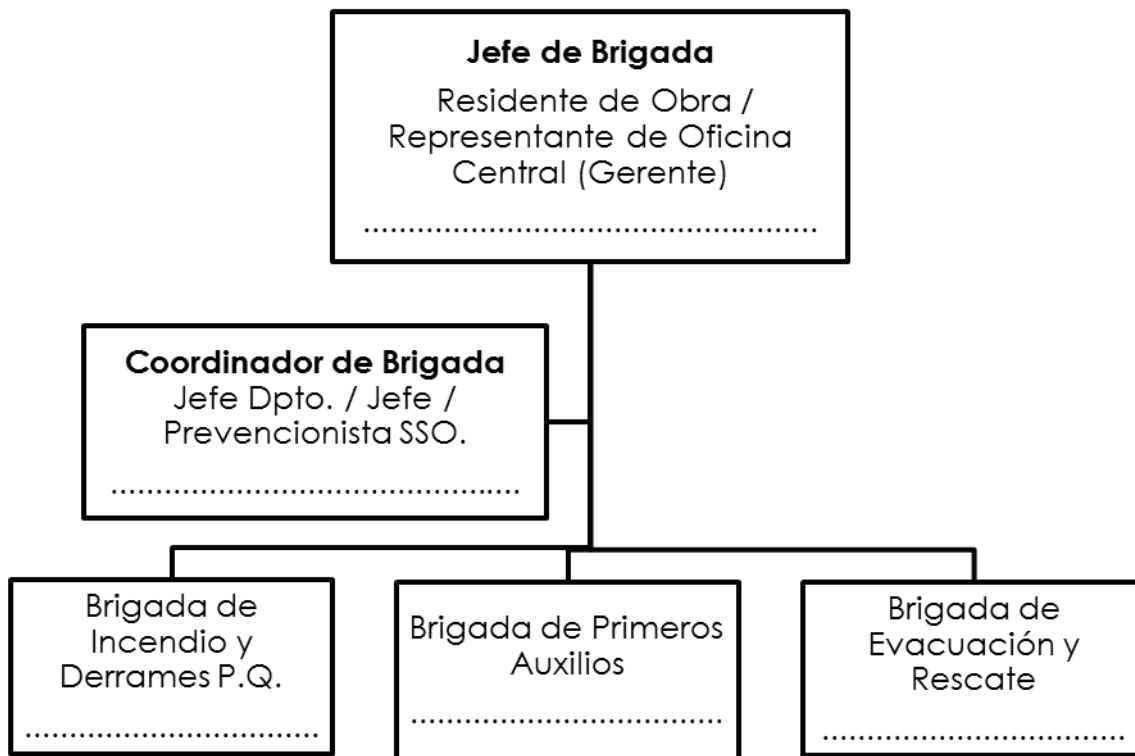 Jefe de Brigada
Residente de Obra /
Representante de Oficina
Central (Gerente)
....................................................
Coordinador de Brigada
Jefe Dpto. / Jefe /
Prevencionista SSO.
...............................................
Brigada de
Incendio y
Derrames P.Q.
.................................
Brigada de Primeros
Auxilios
...................................
Brigada de
Evacuación y
Rescate
..................................